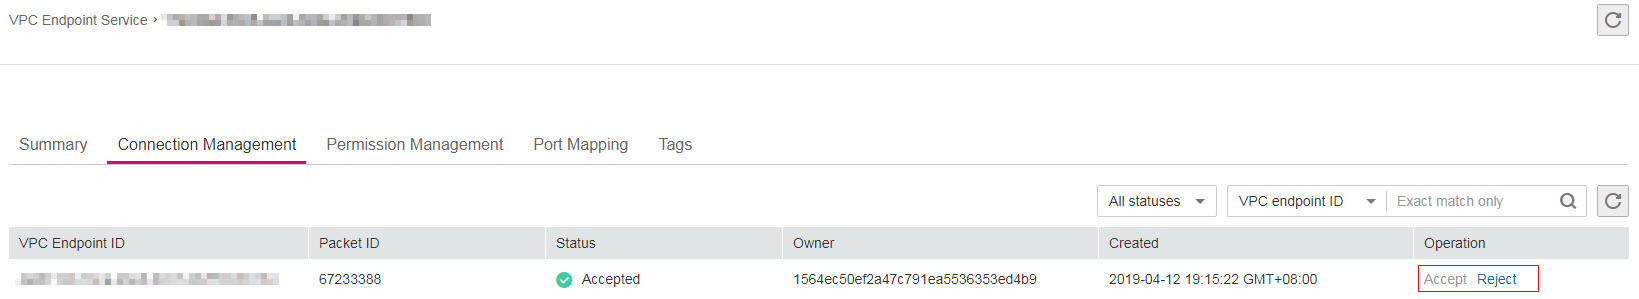 VPC Endpoint Service ›
Summary Connection Management Permission Management Port Mapping Tags
All statuses VPC endpoint ID Exact match only
VPC Endpoint ID Packet ID Status Owner Created Operation
67233388 Accepted 1564ec50ef2a47c791ea5536353ed4b9 2019-04-12 19:15:22 GMT+08:00 Accept Reject